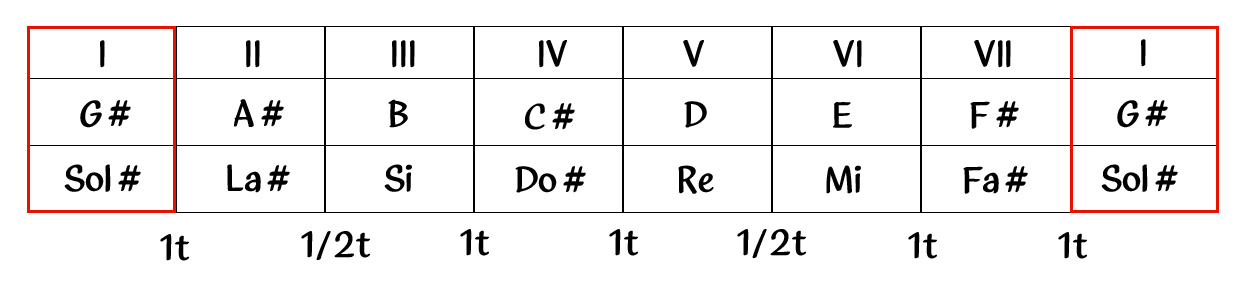 I II III IV V VI VII I
G# A# B C# D E F# G#
Sol# La# Si Do# Re Mi Fa# Sol#
1t 1/2t 1t 1t 1/2t 1t 1t